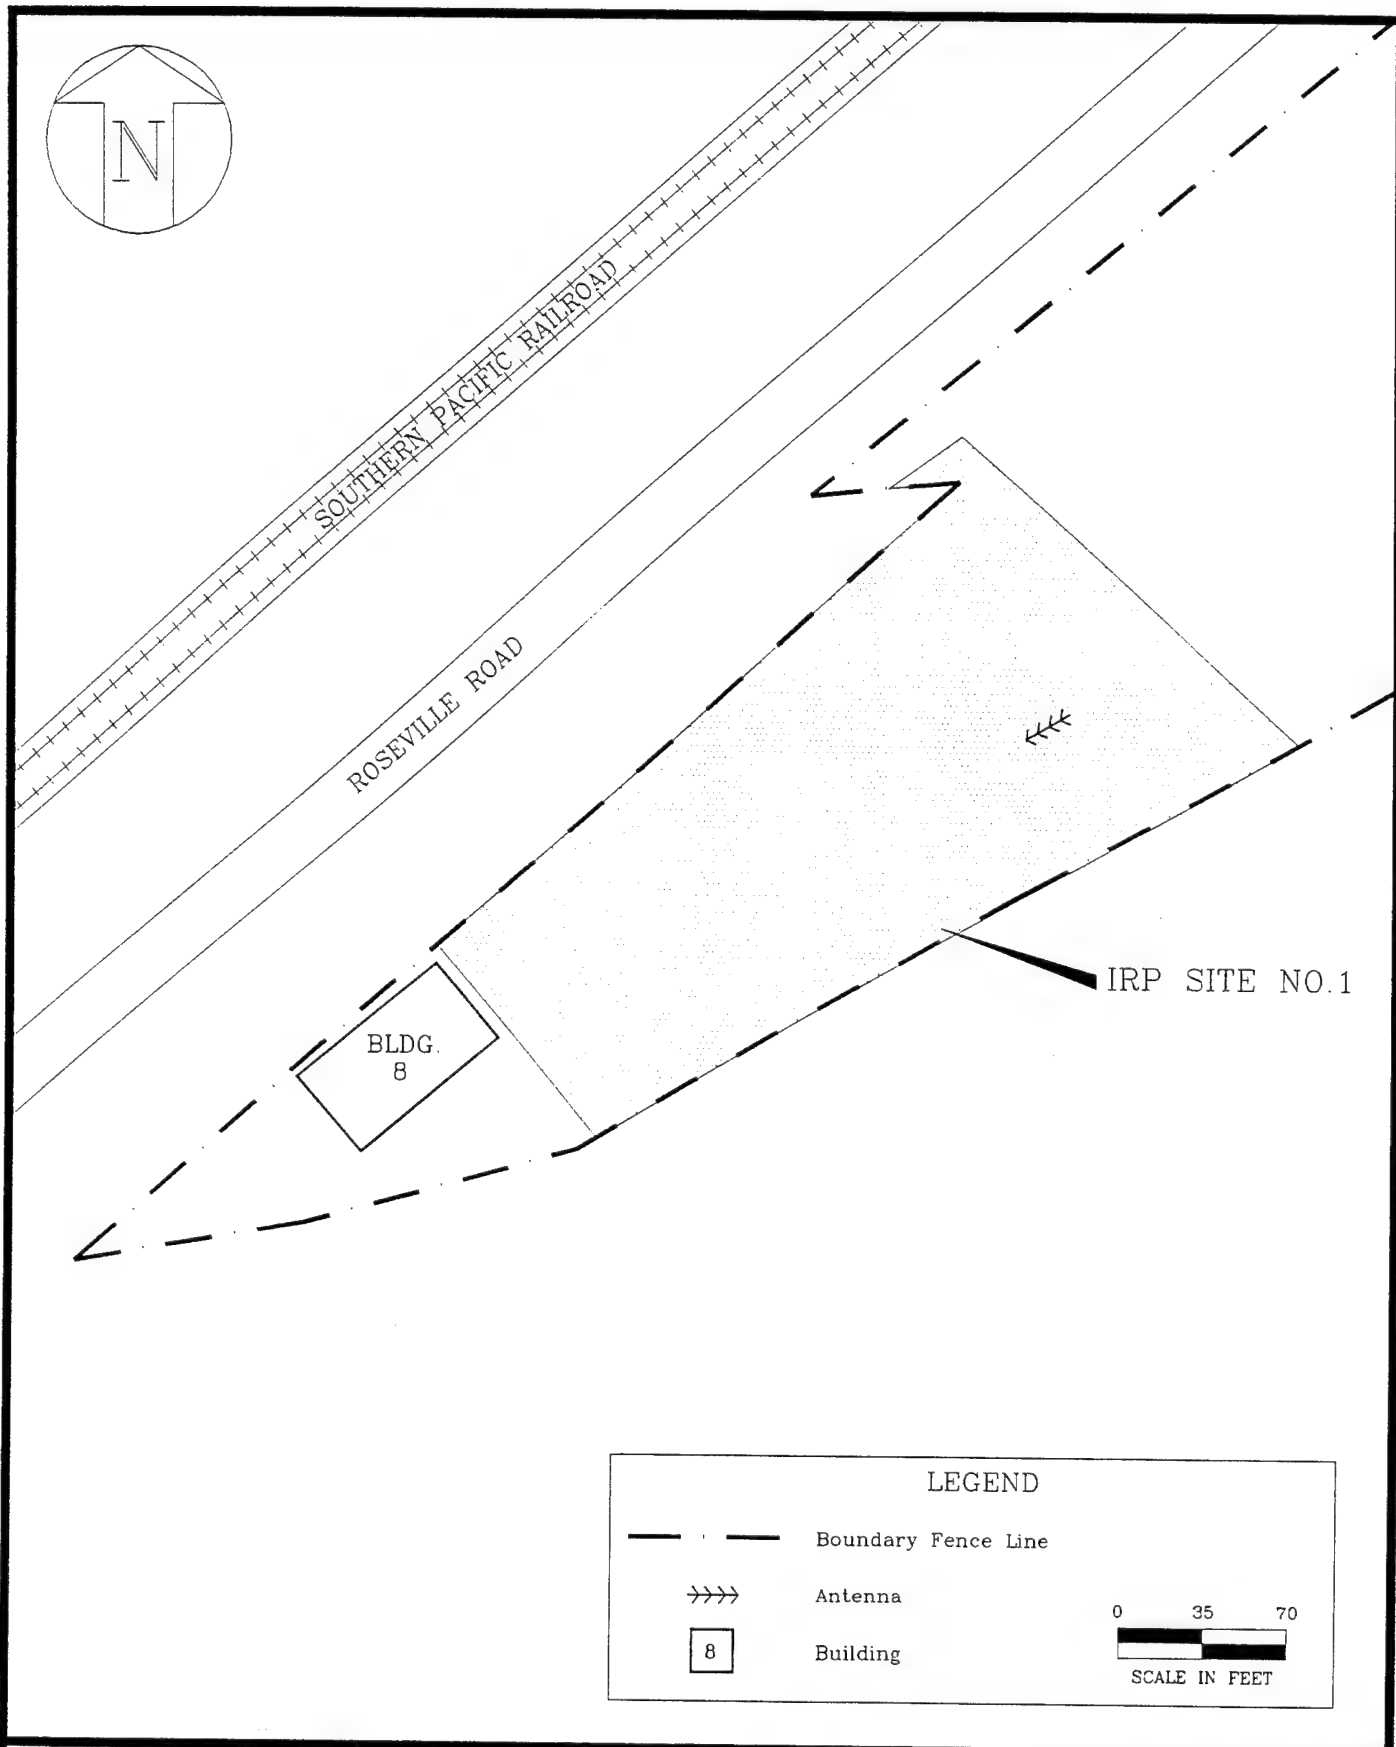 N
SOUTHERN PACIFIC RAILROAD
ROSEVILLE ROAD
IRP SITE NO.1
BLDG.
8
LEGEND
Boundary Fence Line
Antenna
8 Building
0 35 70
SCALE IN FEET